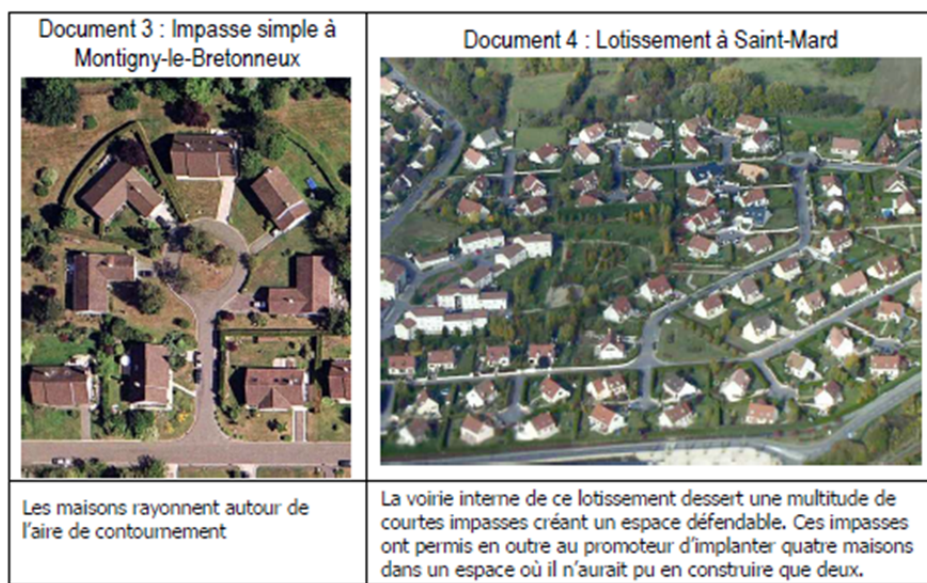 Document 3 : Impasse simple à
Montigny-le-Bretonneux
Document 4 : Lotissement à Saint-Mard
Les maisons rayonnent autour de
l'aire de contournement
La voirie interne de ce lotissement dessert une multitude de
courtes impasses créant un espace défendable. Ces impasses
ont permis en outre au promoteur d'implanter quatre maisons
dans un espace où il n'aurait pu en construire que deux.